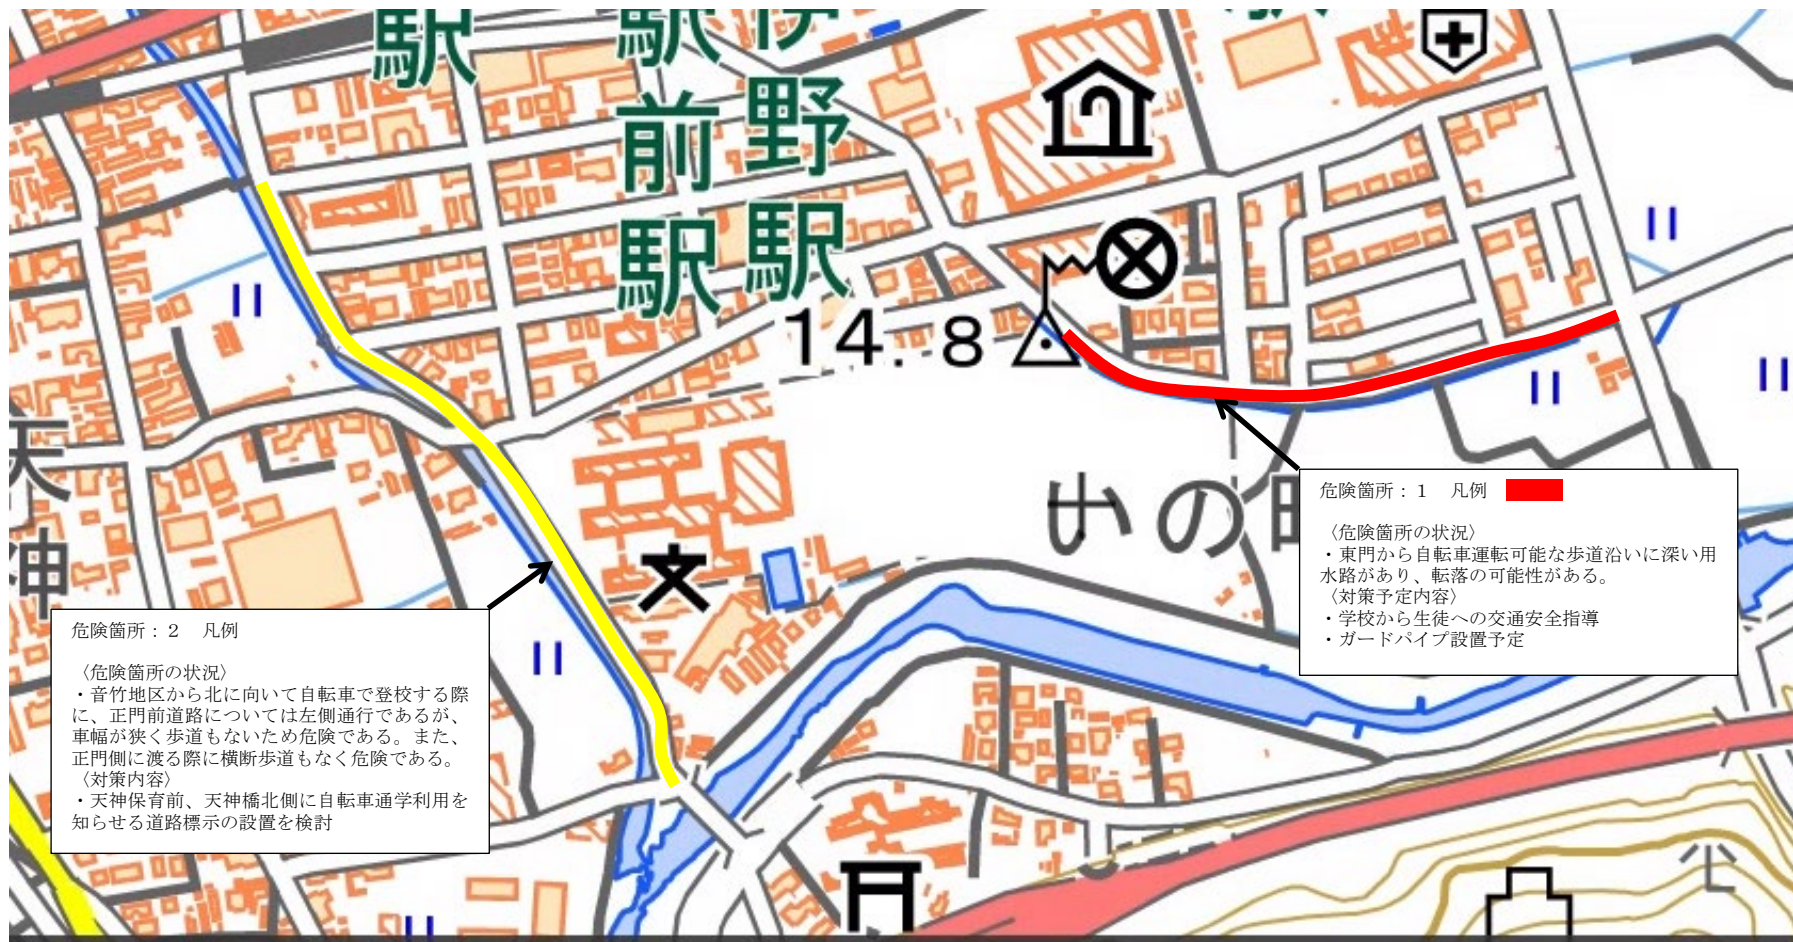 駅
駅
前
駅
伊
野
駅
14.8
天
神
いの町
危険箇所：１　凡例
〈危険箇所の状況〉
・東門から自転車運転可能な歩道沿いに深い用
水路があり、転落の可能性がある。
〈対策予定内容〉
・学校から生徒への交通安全指導
・ガードパイプ設置予定
危険箇所：２　凡例
〈危険箇所の状況〉
・音竹地区から北に向いて自転車で登校する際
に、正門前道路については左側通行であるが、
車幅が狭く歩道もないため危険である。また、
正門側に渡る際に横断歩道もなく危険である。
〈対策内容〉
・天神保育前、天神橋北側に自転車通学利用を
知らせる道路標示の設置を検討